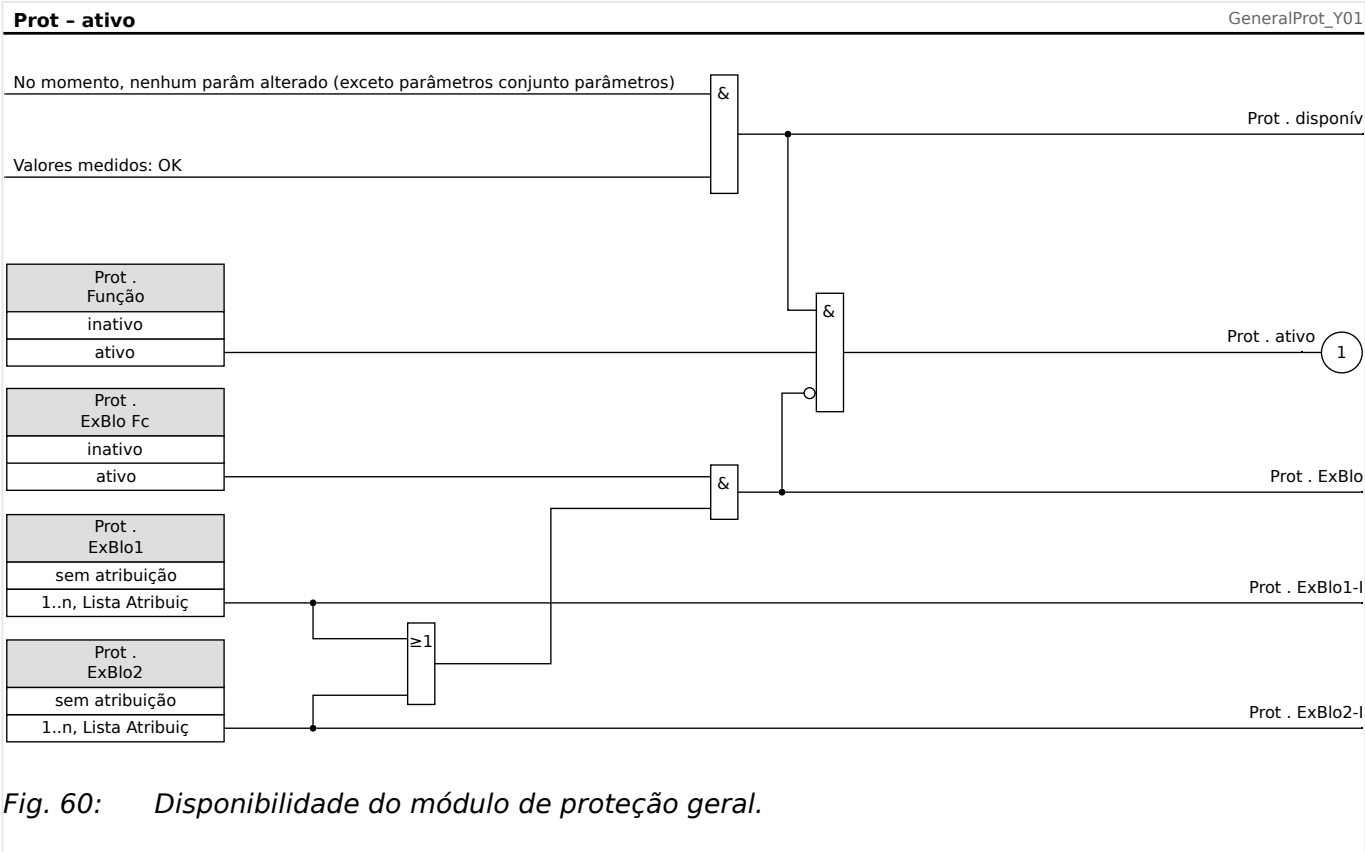 Prot – ativo
GeneralProt_Y01
No momento, nenhum parâm alterado (exceto parâmetros conjunto parâmetros)
&
Prot . disponív
Valores medidos: OK
Prot .
Função
inativo
ativo
&
Prot . ativo
1
Prot .
ExBlo Fc
inativo
ativo
&
Prot . ExBlo
Prot .
ExBlo1
sem atribuição
1..n, Lista Atribuiç
Prot . ExBlo1-I
≥1
Prot .
ExBlo2
sem atribuição
1..n, Lista Atribuiç
Prot . ExBlo2-I
Fig. 60: Disponibilidade do módulo de proteção geral.